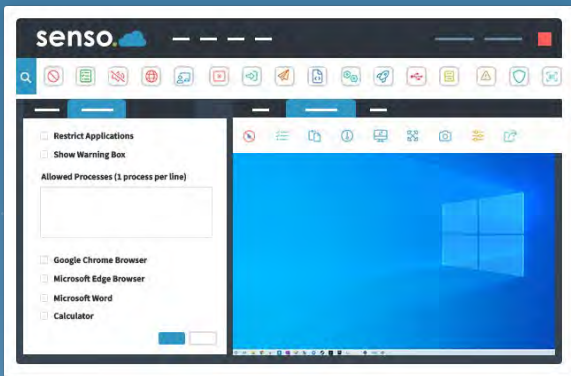 senso.
Restrict Applications
Show Warning Box
Allowed Processes (1 process per line)
Google Chrome Browser
Microsoft Edge Browser
Microsoft Word
Calculator